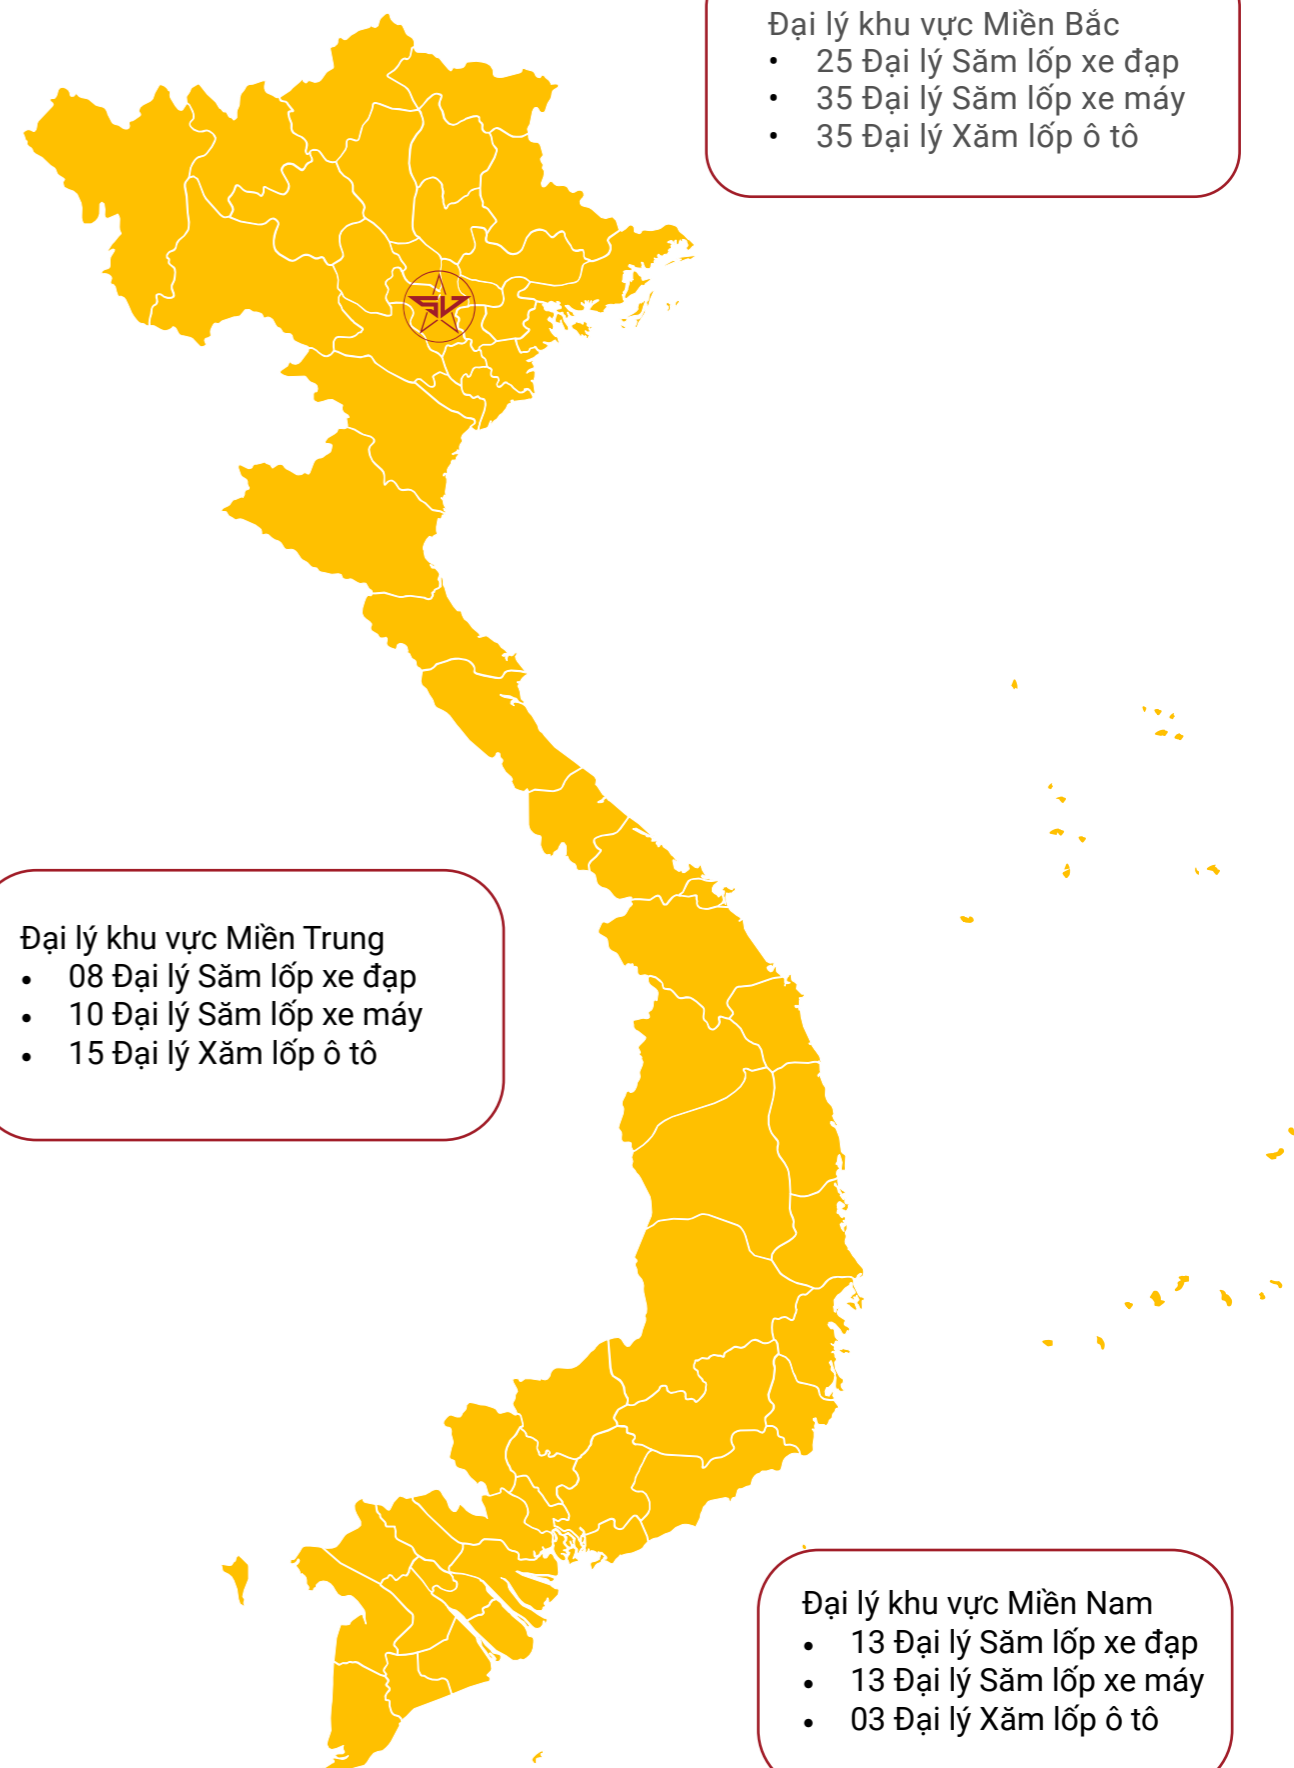 Đại lý khu vực Miền Bắc
• 25 Đại lý Săm lốp xe đạp
• 35 Đại lý Săm lốp xe máy
• 35 Đại lý Xăm lốp ô tô
SV
Đại lý khu vực Miền Trung
• 08 Đại lý Săm lốp xe đạp
• 10 Đại lý Săm lốp xe máy
• 15 Đại lý Xăm lốp ô tô
Đại lý khu vực Miền Nam
• 13 Đại lý Săm lốp xe đạp
• 13 Đại lý Săm lốp xe máy
• 03 Đại lý Xăm lốp ô tô